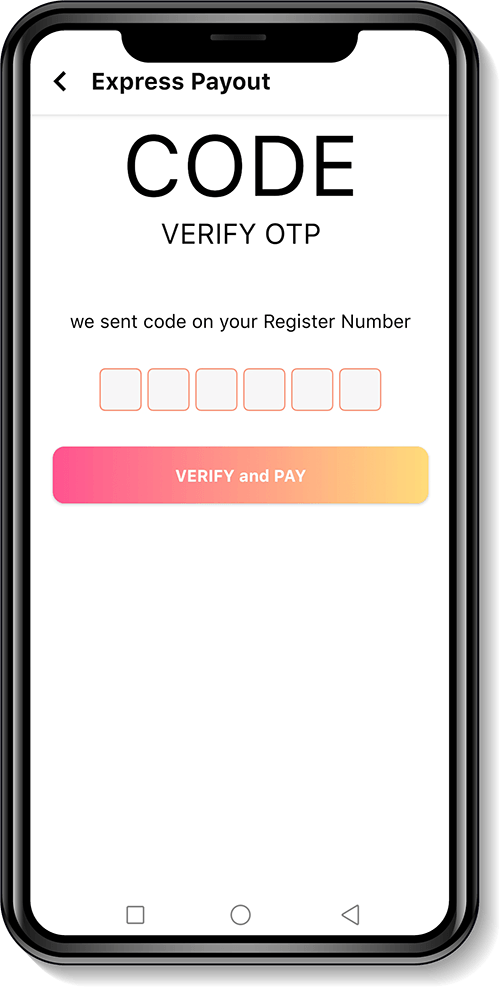 Express Payout
CODE
VERIFY OTP
we sent code on your Register Number
VERIFY and PAY